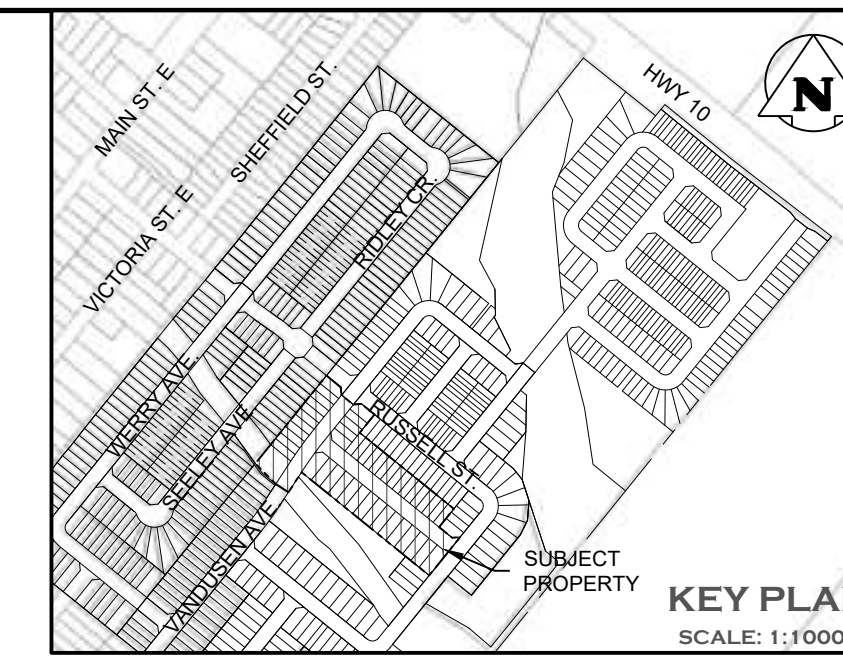 MAIN ST. E
SHEFFIELD ST.
HWY 10
N
VICTORIA ST. E
RIDLEY CR.
WERRY AVE.
SEELEY AVE.
RUSSELL ST.
VANDUSEN AVE.
SUBJECT
PROPERTY
KEY PLA
SCALE: 1:1000